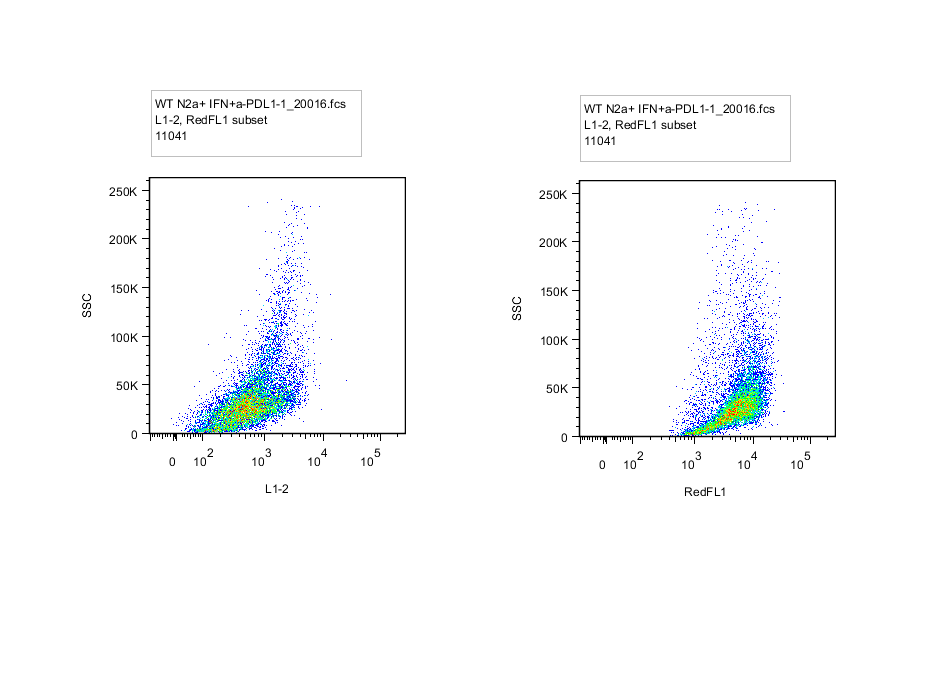 WT N2a+ IFN+a-PDL1-1_20016.fcs
L1-2, RedFL1 subset
11041
250K
200K
150K
100K
50K
0
SSC
0 10^2 10^3 10^4 10^5
L1-2
WT N2a+ IFN+a-PDL1-1_20016.fcs
L1-2, RedFL1 subset
11041
250K
200K
150K
100K
50K
0
SSC
0 10^2 10^3 10^4 10^5
RedFL1